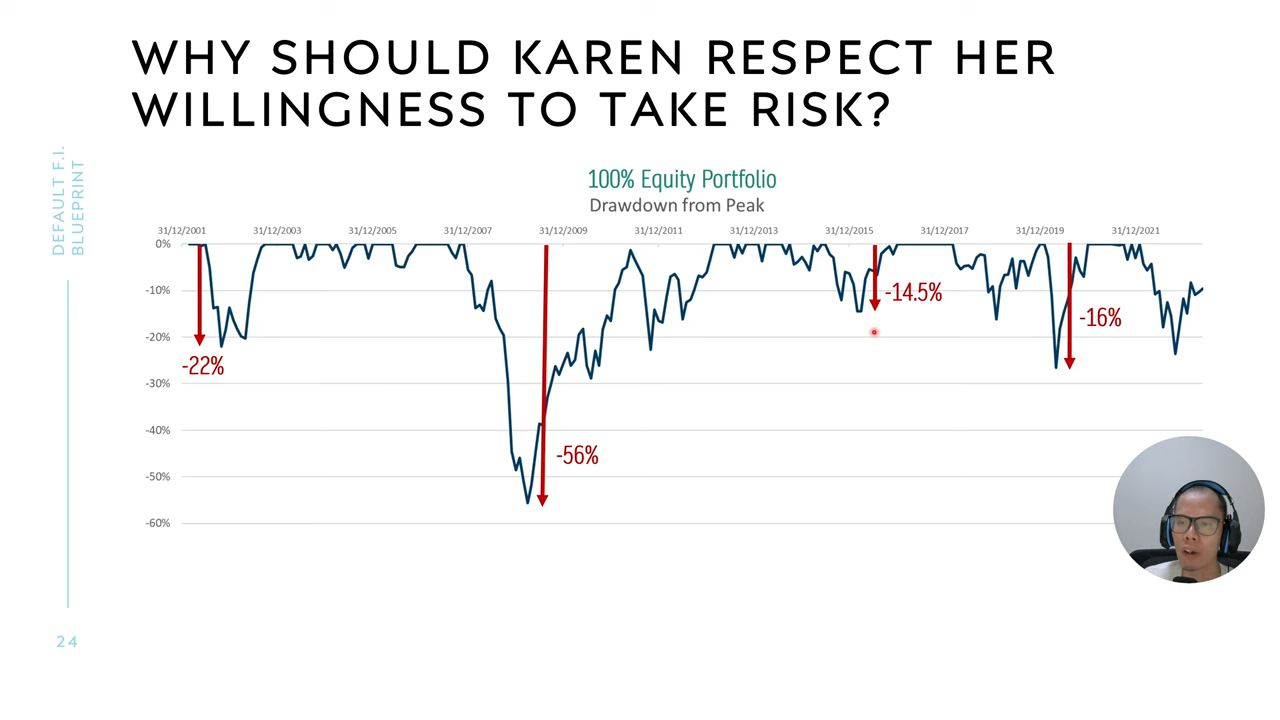 WHY SHOULD KAREN RESPECT HER
WILLINGNESS TO TAKE RISK?
DEFAULT F.I.
BLUEPRINT
100% Equity Portfolio
Drawdown from Peak
31/12/2001 31/12/2003 31/12/2005 31/12/2007 31/12/2009 31/12/2011 31/12/2013 31/12/2015 31/12/2017 31/12/2019 31/12/2021
0%
-10%
-14.5%
-16%
-20%
-22%
-30%
-40%
-56%
-50%
-60%
24